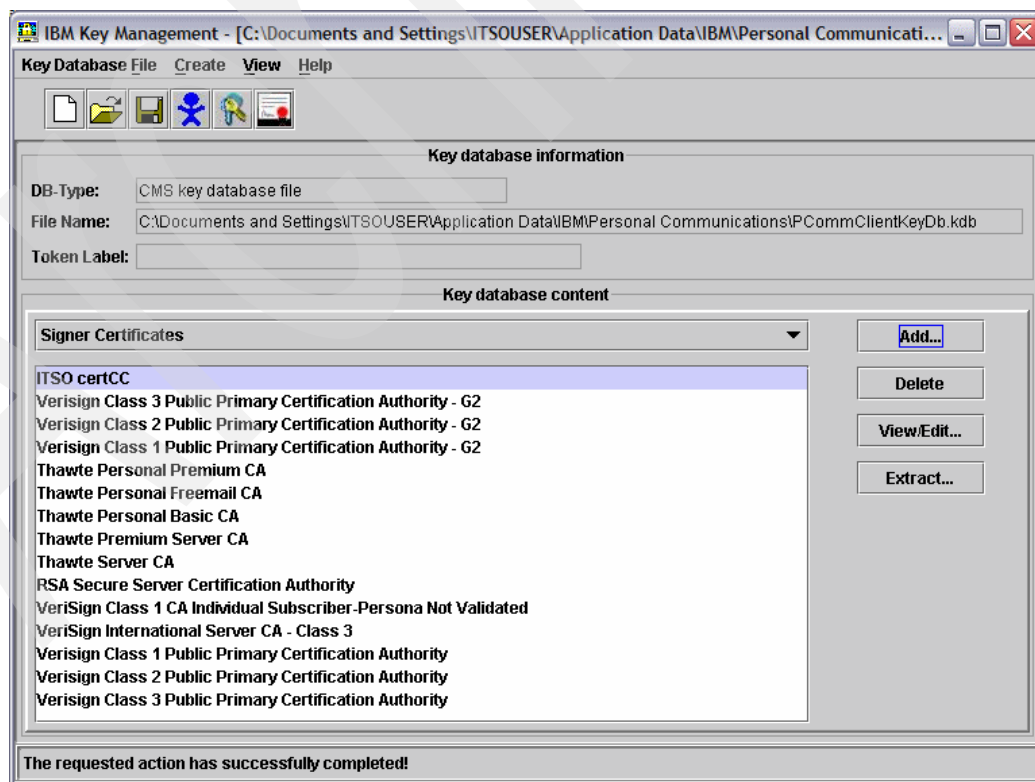 IBM Key Management - [C:\Documents and Settings\ITSOUSER\Application Data\IBM\Personal Communicati...
Key Database File Create View Help
Key database information
DB-Type: CMS key database file
File Name: C:\Documents and Settings\ITSOUSER\Application Data\IBM\Personal Communications\PCommClientKeyDb.kdb
Token Label:
Key database content
Signer Certificates
Add...
ITSO certCC
Delete
Verisign Class 3 Public Primary Certification Authority - G2
Verisign Class 2 Public Primary Certification Authority - G2
View/Edit...
Verisign Class 1 Public Primary Certification Authority - G2
Thawte Personal Premium CA
Extract...
Thawte Personal Freemail CA
Thawte Personal Basic CA
Thawte Premium Server CA
Thawte Server CA
RSA Secure Server Certification Authority
VeriSign Class 1 CA Individual Subscriber-Persona Not Validated
VeriSign International Server CA - Class 3
Verisign Class 1 Public Primary Certification Authority
Verisign Class 2 Public Primary Certification Authority
Verisign Class 3 Public Primary Certification Authority
The requested action has successfully completed!